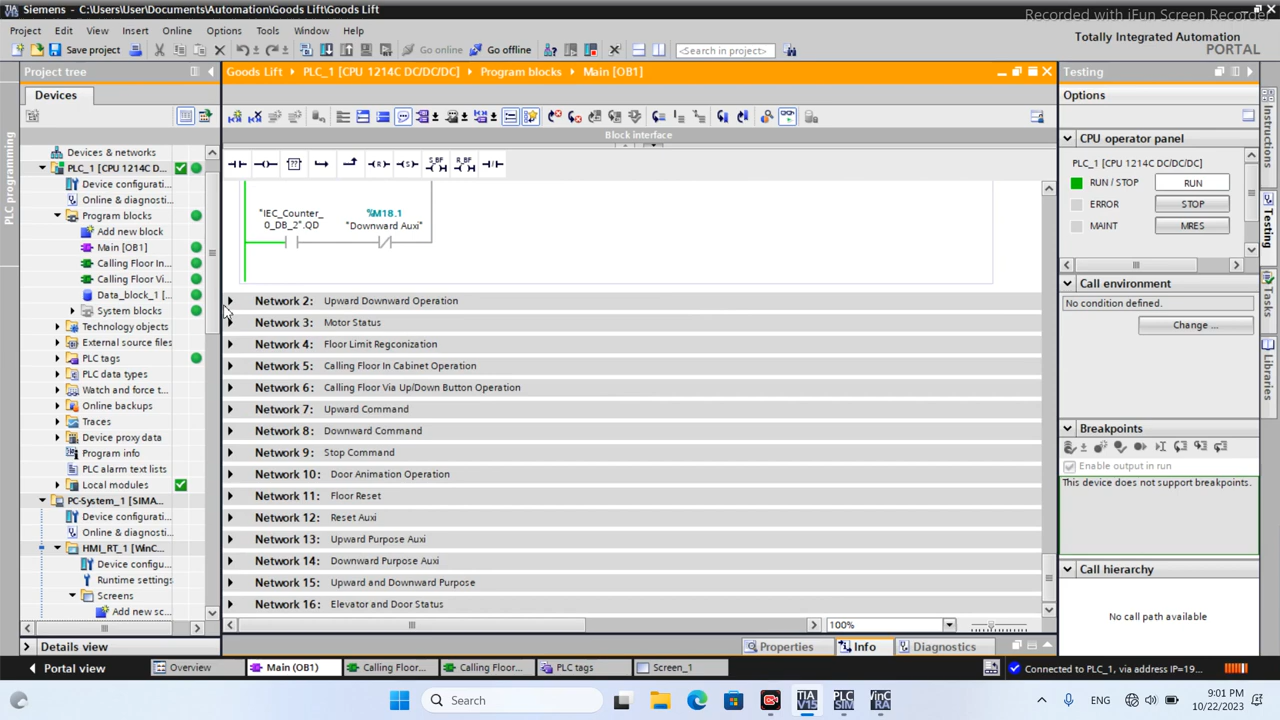 Siemens - C:\Users\User\Documents\Automation\Goods Lift\Goods Lift
Recorded with iFun Screen Recorder
Project Edit View Insert Online Options Tools Window Help
Totally Integrated Automation
PORTAL
Save project
Go online
Go offline
<Search in project>
Project tree
Goods Lift PLC_1 [CPU 1214C DC/DC/DC] Program blocks Main [OB1]
Testing
Devices
Options
Block interface
Devices & networks
PLC_1 [CPU 1214C D...
Device configurati...
Online & diagnosti...
Program blocks
Add new block
Main [OB1]
Calling Floor In...
Calling Floor Vi...
Data_block_1 [...
System blocks
Technology objects
External source files
PLC tags
PLC data types
Watch and force t...
Online backups
Traces
Device proxy data
Program info
PLC alarm text lists
Local modules
PC-System_1 [SIMA...
Device configurati...
Online & diagnosti...
HMI_RT_1 [WinC...
Device configu...
Runtime settings
Screens
Add new sc...
Details view
"IEC_Counter_
0_DB_2".QD
%M18.1
"Downward Auxi"
Network 2: Upward Downward Operation
Network 3: Motor Status
Network 4: Floor Limit Regconization
Network 5: Calling Floor In Cabinet Operation
Network 6: Calling Floor Via Up/Down Button Operation
Network 7: Upward Command
Network 8: Downward Command
Network 9: Stop Command
Network 10: Door Animation Operation
Network 11: Floor Reset
Network 12: Reset Auxi
Network 13: Upward Purpose Auxi
Network 14: Downward Purpose Auxi
Network 15: Upward and Downward Purpose
Network 16: Elevator and Door Status
100%
Properties Info Diagnostics
CPU operator panel
PLC_1 [CPU 1214C DC/DC/DC]
RUN / STOP RUN
ERROR STOP
MAINT MRES
Call environment
No condition defined.
Change ...
Breakpoints
Enable output in run
This device does not support breakpoints.
Call hierarchy
No call path available
PLC programming
Instructions
Testing
Tasks
Libraries
Portal view
Overview
Main (OB1)
Calling Floor...
Calling Floor...
PLC tags
Screen_1
Connected to PLC_1, via address IP=19...
Search
ENG
9:01 PM
10/22/2023